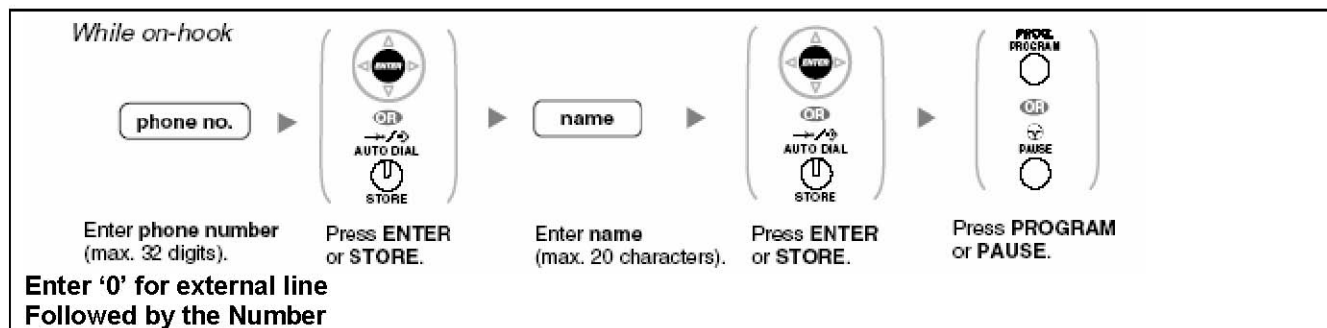 While on-hook
phone no.
ENTER
OR
AUTO DIAL
STORE
name
ENTER
OR
AUTO DIAL
STORE
PROG.
PROGRAM
OR
PAUSE
Enter phone number
(max. 32 digits).
Press ENTER
or STORE.
Enter name
(max. 20 characters).
Press ENTER
or STORE.
Press PROGRAM
or PAUSE.
Enter ‘0’ for external line
Followed by the Number